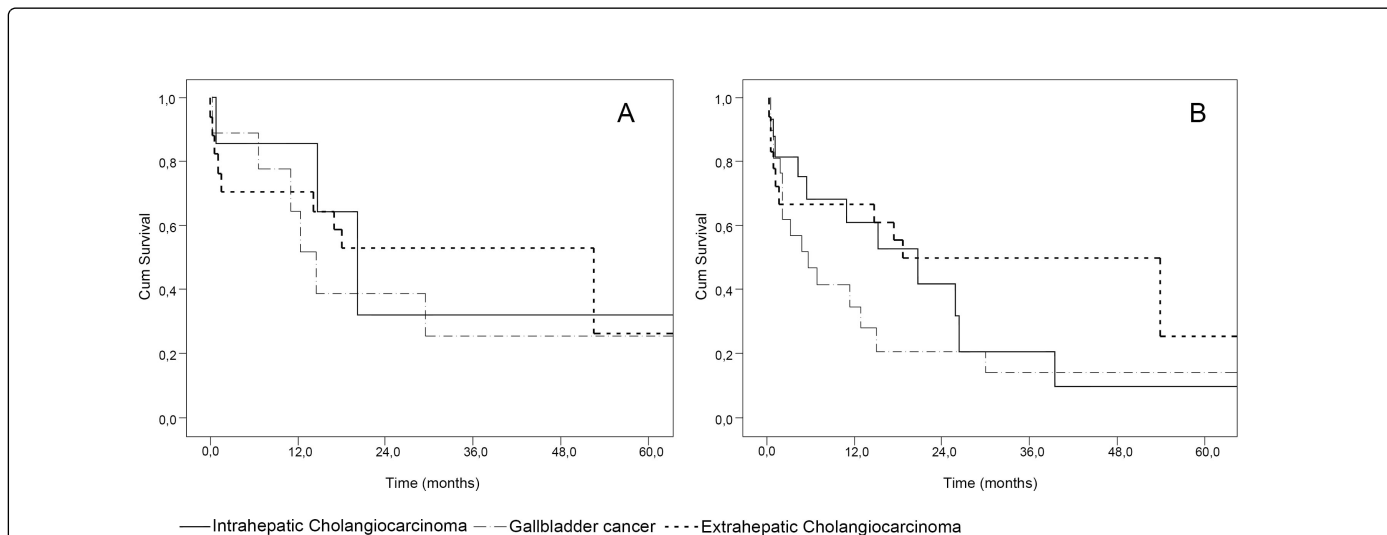 A
B
1,0
0,8
0,6
0,4
0,2
0,0
Cum Survival
0,0 12,0 24,0 36,0 48,0 60,0
Time (months)
1,0
0,8
0,6
0,4
0,2
0,0
Cum Survival
0,0 12,0 24,0 36,0 48,0 60,0
Time (months)
Intrahepatic Cholangiocarcinoma Gallbladder cancer Extrahepatic Cholangiocarcinoma